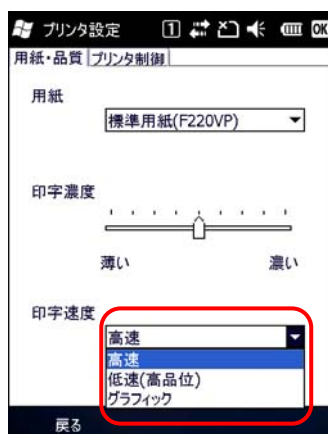 プリンタ設定 1 OK
用紙・品質 プリンタ制御
用紙
標準用紙(F220VP)
印字濃度
薄い 濃い
印字速度
高速
高速
低速(高品位)
グラフィック
戻る